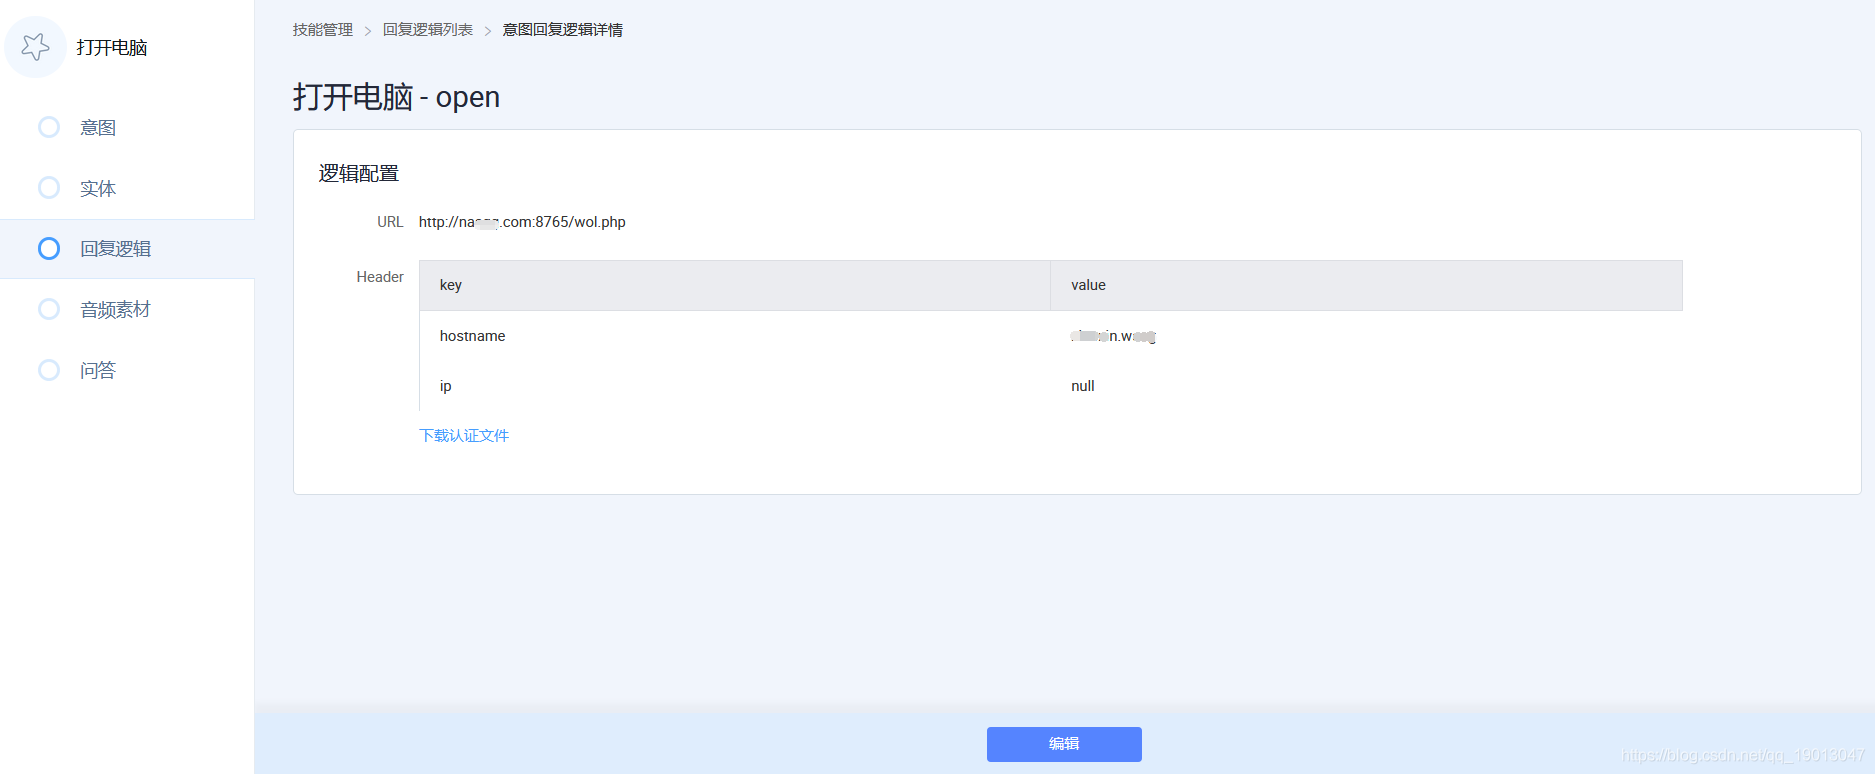 打开电脑
意图
实体
回复逻辑
音频素材
问答
技能管理 > 回复逻辑列表 > 意图回复逻辑详情
打开电脑 - open
逻辑配置
URL http://na .com:8765/wol.php
Header key value
hostname
ip null
下载认证文件
编辑
https://blog.csdn.net/qq_19013047